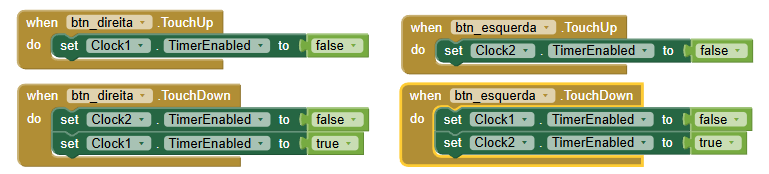 when btn_direita .TouchUp
do set Clock1 . TimerEnabled to false
when btn_esquerda .TouchUp
do set Clock2 . TimerEnabled to false
when btn_direita .TouchDown
do set Clock2 . TimerEnabled to false
set Clock1 . TimerEnabled to true
when btn_esquerda .TouchDown
do set Clock1 . TimerEnabled to false
set Clock2 . TimerEnabled to true